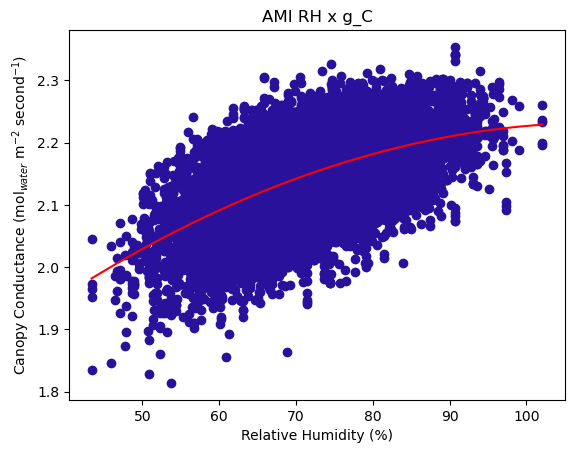 AMI RH x g_C
Canopy Conductance (mol_water m⁻² second⁻¹)
2.3
2.2
2.1
2.0
1.9
1.8
50 60 70 80 90 100
Relative Humidity (%)